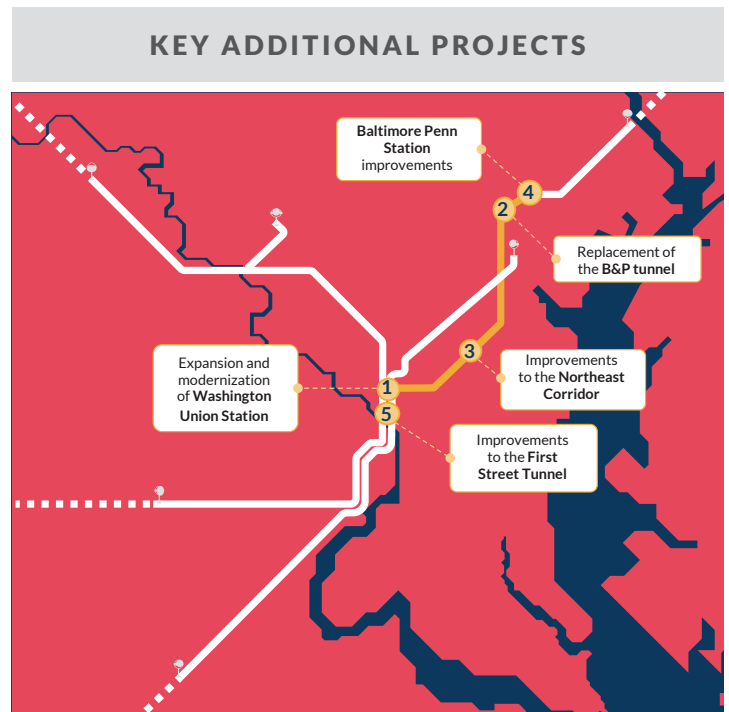 KEY ADDITIONAL PROJECTS
Baltimore Penn
Station
improvements
4
2
Replacement of
the B&P tunnel
3
Improvements
to the Northeast
Corridor
Expansion and
modernization
of Washington
Union Station
1
5
Improvements
to the First
Street Tunnel